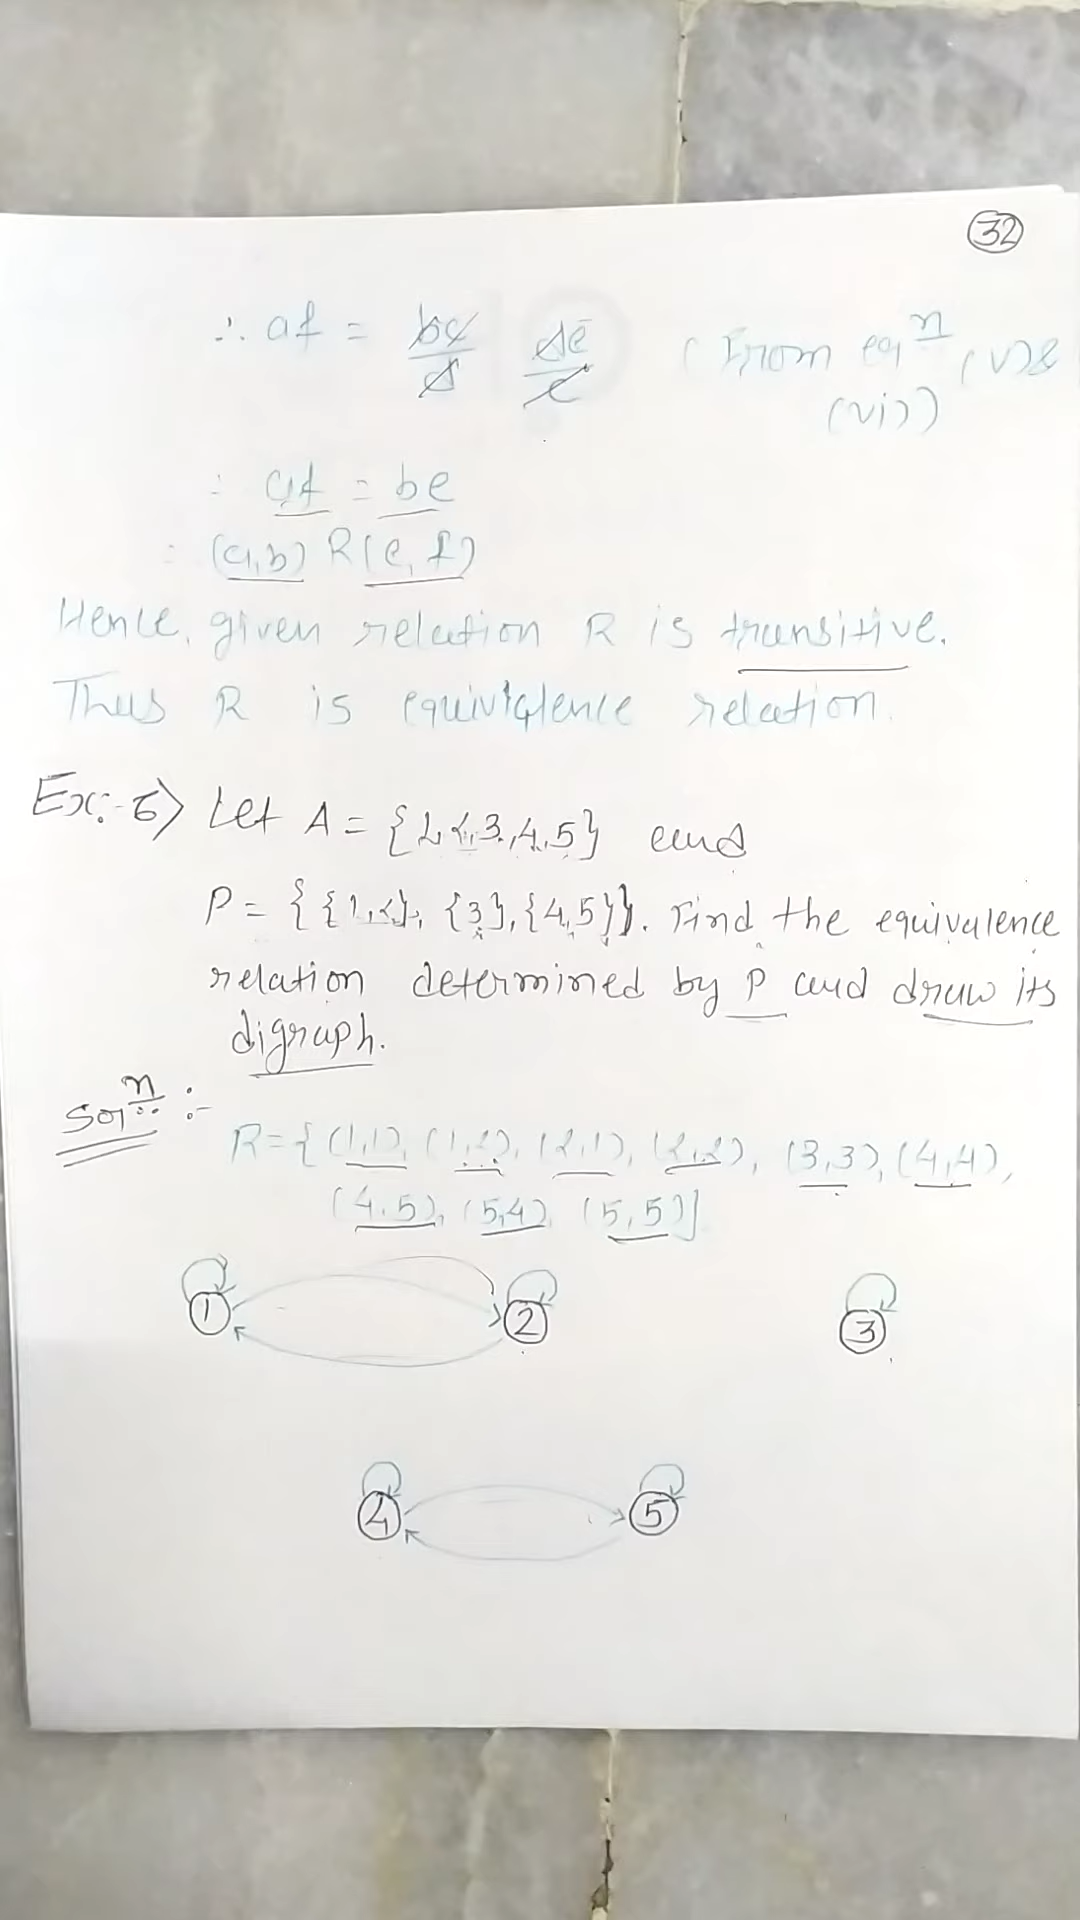 32
∴ af = bc/d de/c (From eqⁿ (v) &
(vi))
∴ af = be
= (a,b) R (e,f)
Hence, given relation R is transitive.
Thus R is equivalence relation.
Ex:-6) Let A = {1,2,3,4,5} and
P = {{1,2}, {3}, {4,5}}. Find the equivalence
relation determined by P and draw its
digraph.
Solⁿ :-
R = {(1,1), (1,2), (2,1), (2,2), (3,3), (4,4),
(4,5), (5,4), (5,5)}
1 2 3
4 5